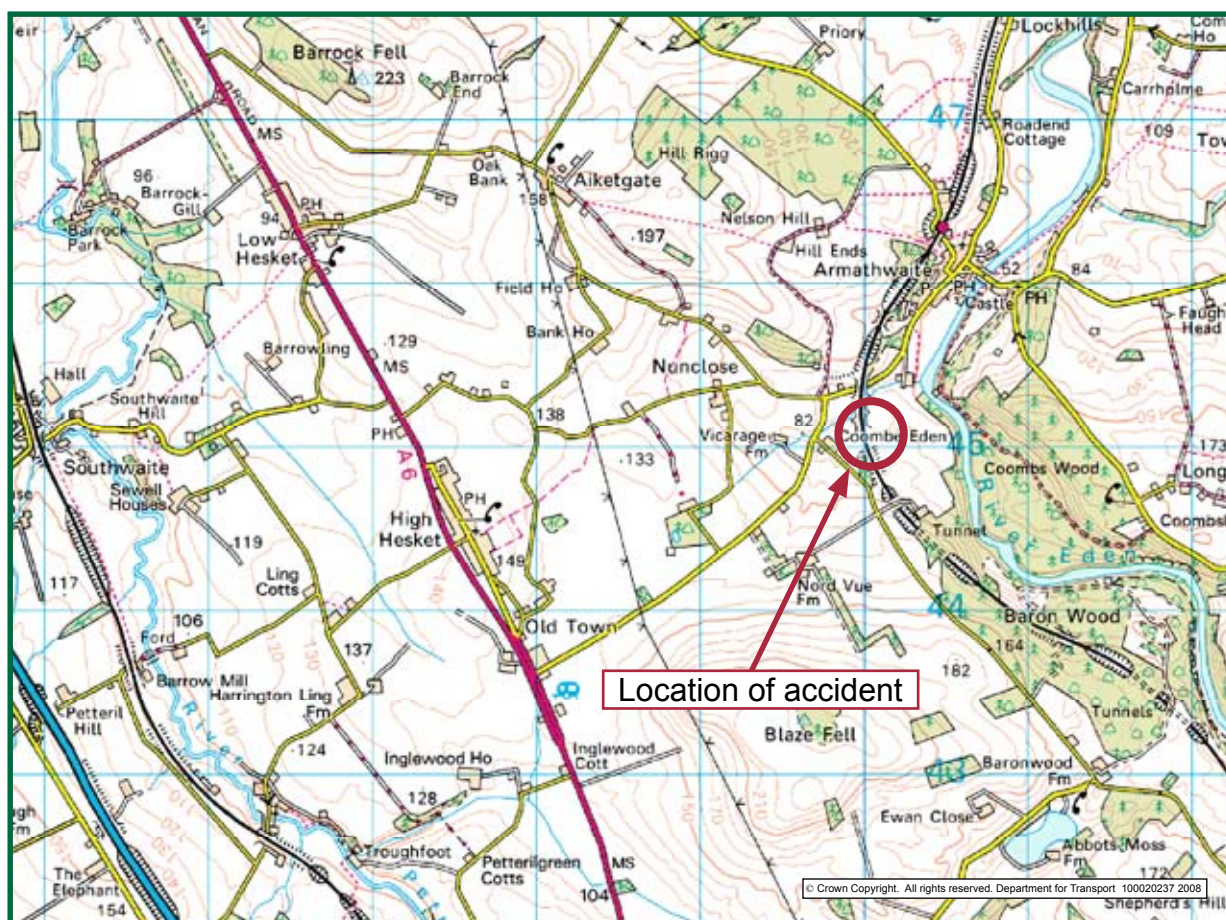 Lockhills
Priory
Barrock Fell
223
Barrock
End
Carrholme
ROAD
MS
47
Roadend
Cottage
109
96
Barrock-
Gill
PH
Oak
Bank
Aiketgate
158
Hill Rigg
Barrock
Park
94
Low
Hesket
197
Nelson Hill
Hill Ends
Armathwaite
52
84
PH
Castle
PH
Field Ho
Faugh
Head
Bank Ho
129
MS
Barrowling
Nunclose
Hall
Southwaite
Hill
138
82
Coombe Eden
PH
A6
Vicarage
Fm
45
173
Southwaite
Sewell
Houses
133
Coombs Wood
Long
PH
High
Hesket
Tunnel
River Eden
Coombs
119
149
Ling
Cotts
117
Nord Vue
Fm
44
Baron Wood
106
Ford
Old Town
164
137
182
Barrow Mill
Harrington Ling
Fm
Location of accident
Petteril
Hill
River
Tunnels
124
Blaze Fell
Inglewood Ho
Inglewood
Cott
43
Baronwood
Fm
128
Ewan Close
Troughfoot
Abbots Moss
Fm
Petterilgreen
Cotts
MS
The
Elephant
154
104
172
© Crown Copyright. All rights reserved. Department for Transport 100020237 2008
Shepherd's Hill